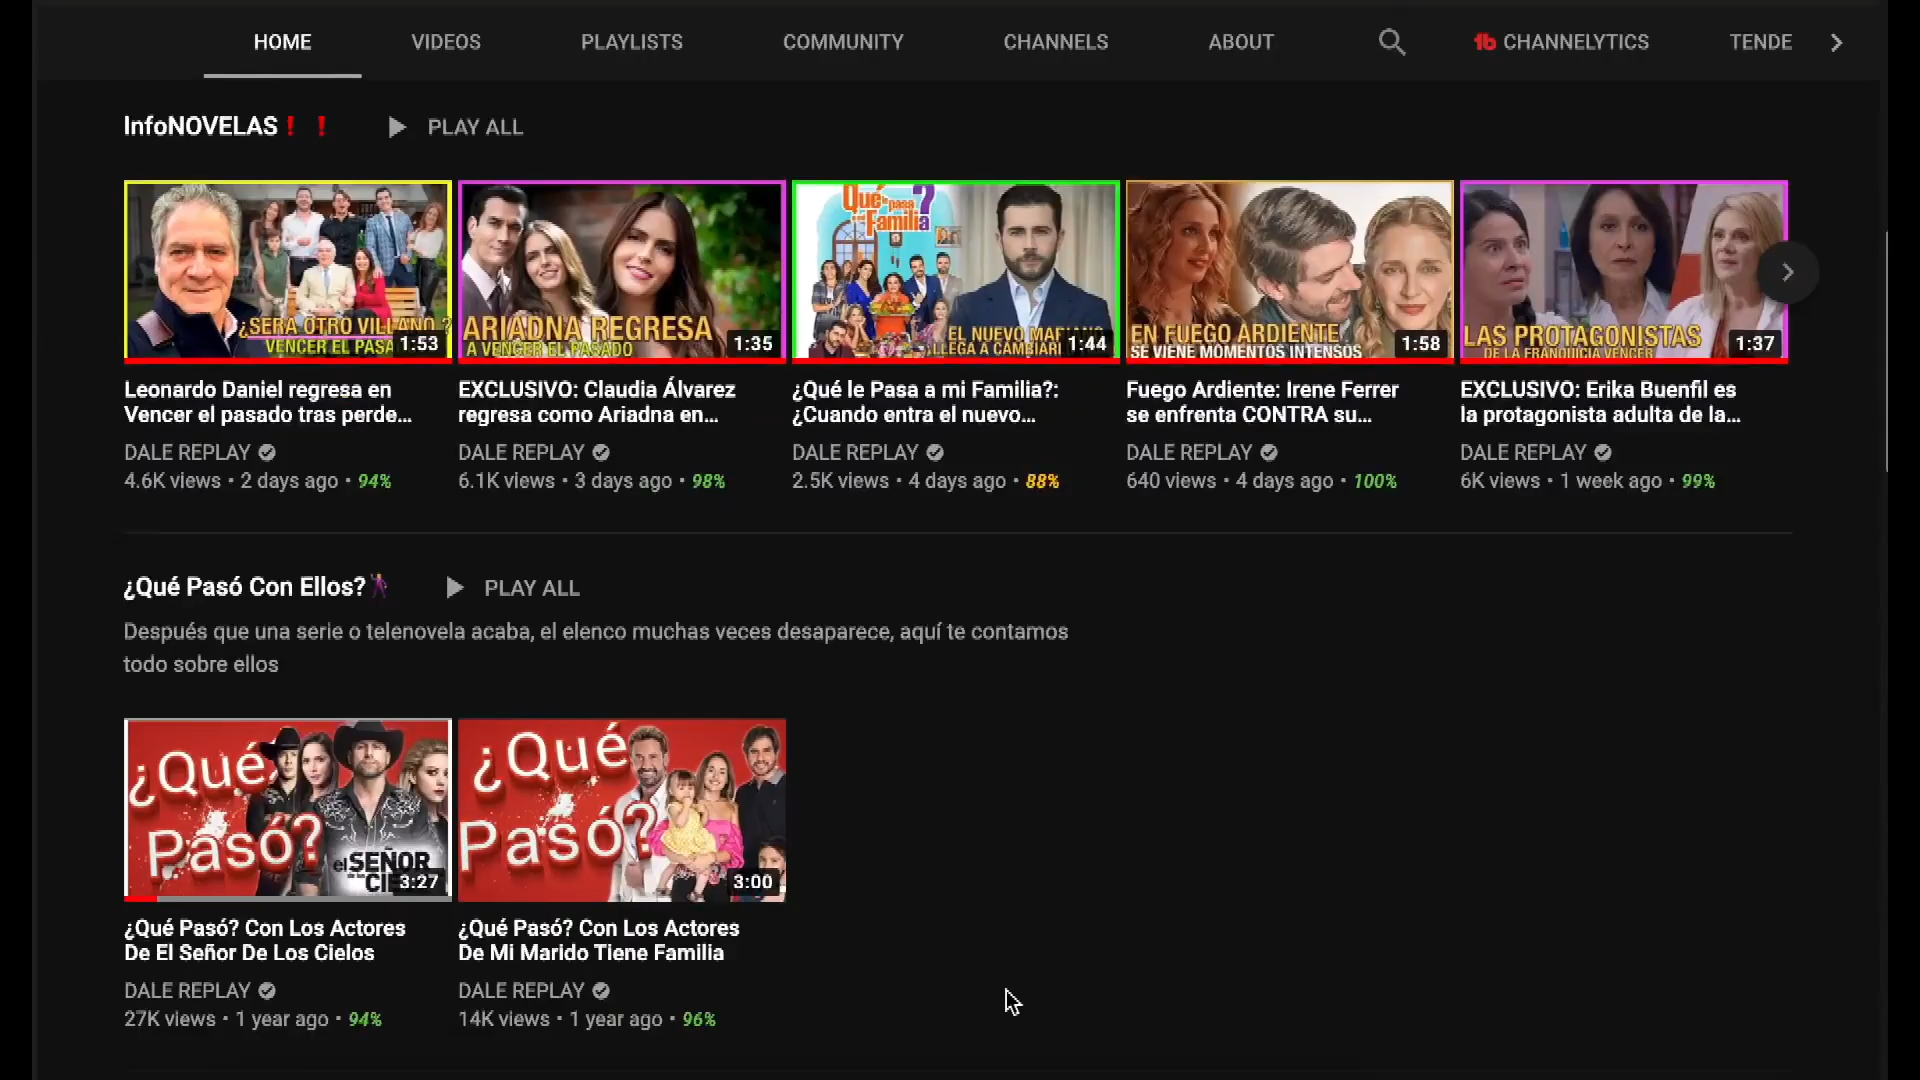 HOME VIDEOS PLAYLISTS COMMUNITY CHANNELS ABOUT CHANNELYTICS TENDE
InfoNOVELAS❗❗ PLAY ALL
Qué le pasa a mi Familia?
¿SERÁ OTRO VILLANO ?
VENCER EL PASA
1:53
ARIADNA REGRESA
A VENCER EL PASADO
1:35
EL NUEVO MARIANO
LLEGA A CAMBIAR
1:44
EN FUEGO ARDIENTE
SE VIENE MOMENTOS INTENSOS
1:58
LAS PROTAGONISTAS
DE LA FRANQUICIA VENCER
1:37
Leonardo Daniel regresa en
Vencer el pasado tras perde...
DALE REPLAY
4.6K views • 2 days ago • 94%
EXCLUSIVO: Claudia Álvarez
regresa como Ariadna en...
DALE REPLAY
6.1K views • 3 days ago • 98%
¿Qué le Pasa a mi Familia?:
¿Cuando entra el nuevo...
DALE REPLAY
2.5K views • 4 days ago • 88%
Fuego Ardiente: Irene Ferrer
se enfrenta CONTRA su...
DALE REPLAY
640 views • 4 days ago • 100%
EXCLUSIVO: Erika Buenfil es
la protagonista adulta de la...
DALE REPLAY
6K views • 1 week ago • 99%
¿Qué Pasó Con Ellos?🕺 PLAY ALL
Después que una serie o telenovela acaba, el elenco muchas veces desaparece, aquí te contamos
todo sobre ellos
¿Qué
Pasó?
el SEÑOR
de los CIE
3:27
¿Qué
Pasó?
3:00
¿Qué Pasó? Con Los Actores
De El Señor De Los Cielos
DALE REPLAY
27K views • 1 year ago • 94%
¿Qué Pasó? Con Los Actores
De Mi Marido Tiene Familia
DALE REPLAY
14K views • 1 year ago • 96%